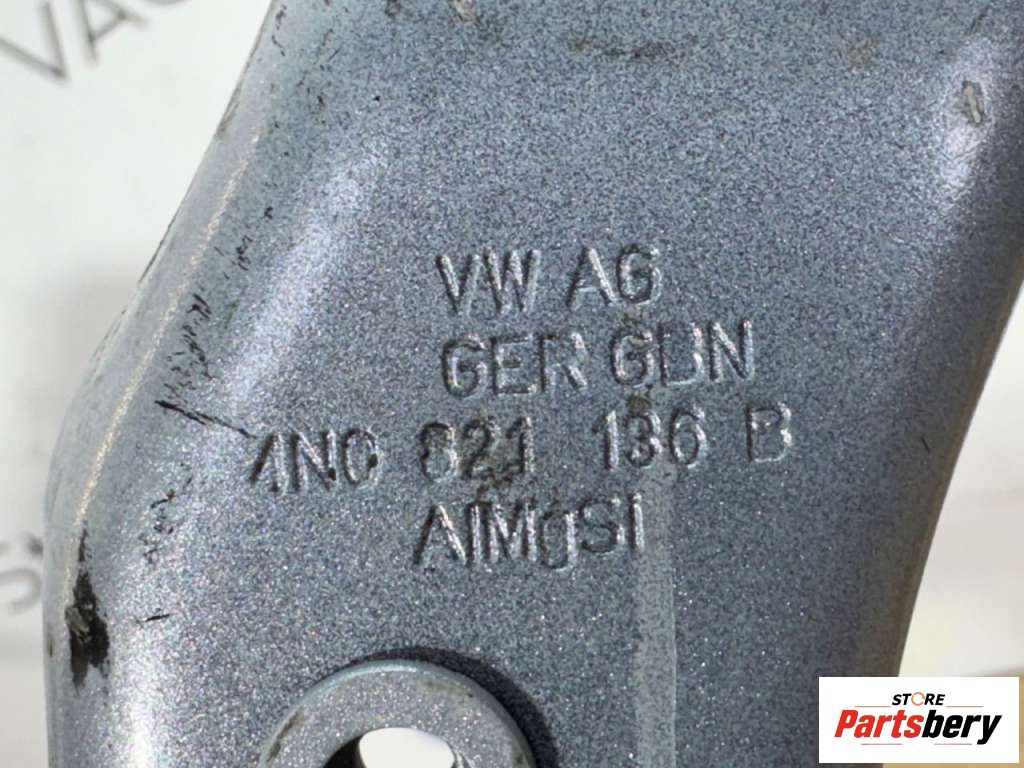 VW AG
GER GDN
4N0 821 136 B
AlMgSi
STORE
Partsbery